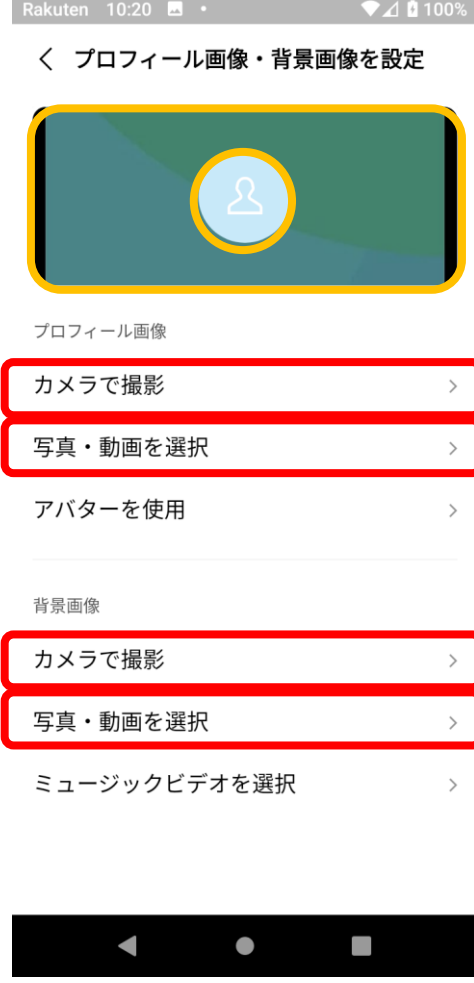 Rakuten 10:20 100%
プロフィール画像・背景画像を設定
プロフィール画像
カメラで撮影
写真・動画を選択
アバターを使用
背景画像
カメラで撮影
写真・動画を選択
ミュージックビデオを選択